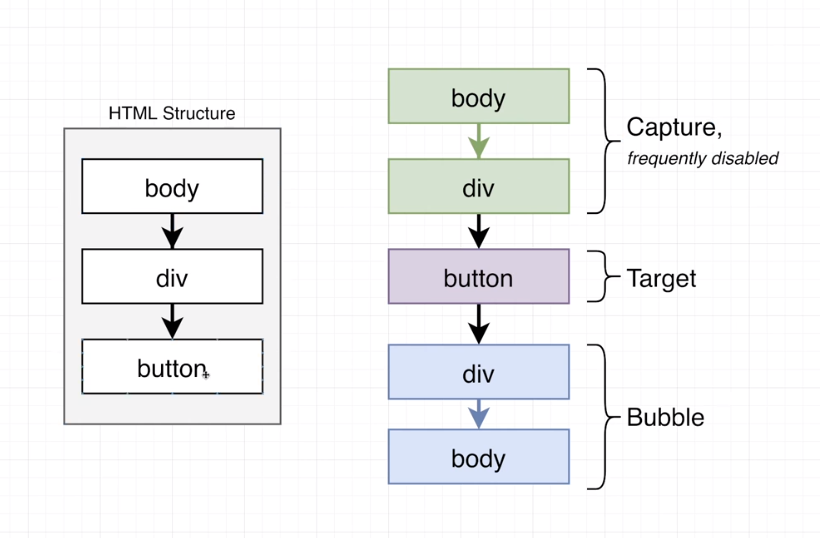 HTML Structure
body
div
button
body
div
button
div
body
Capture,
frequently disabled
Target
Bubble